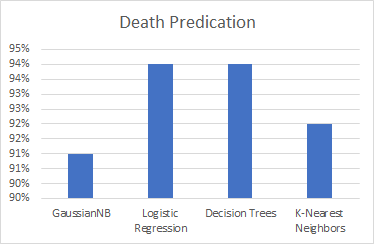 Death Predication
95%
94%
94%
93%
93%
92%
92%
91%
91%
90%
90%
GaussianNB
Logistic
Regression
Decision Trees
K-Nearest
Neighbors